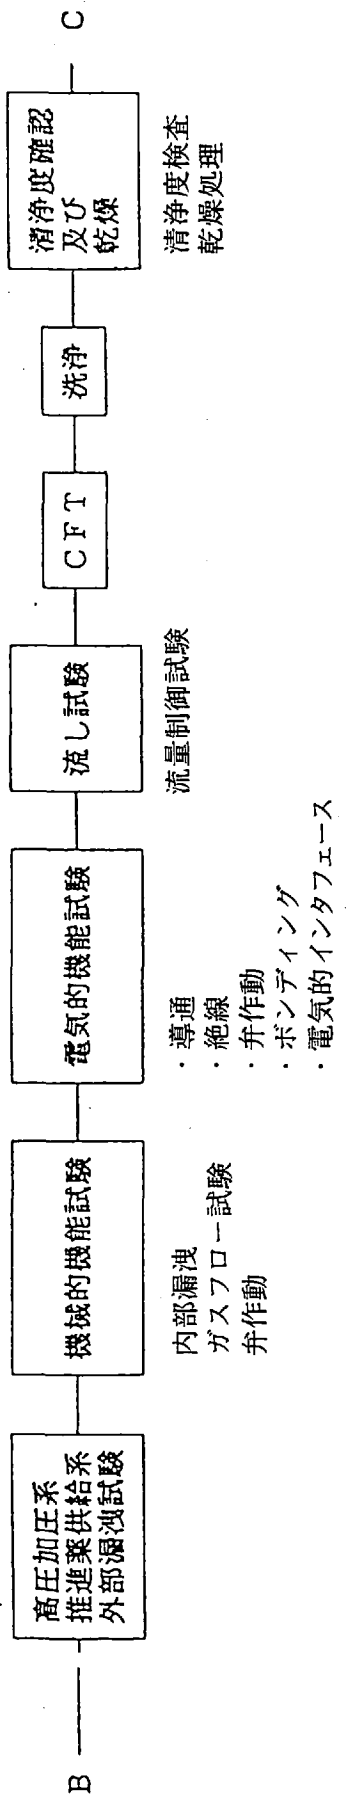 B
高圧加圧系
推進薬供給系
外部漏洩試験
機械的機能試験
内部漏洩
ガスフロー試験
弁作動
電気的機能試験
・導通
・絶縁
・弁作動
・ボンディング
・電気的インタフェース
流し試験
流量制御試験
CFT
洗浄
清浄度確認
及び
乾燥
清浄度検査
乾燥処理
C